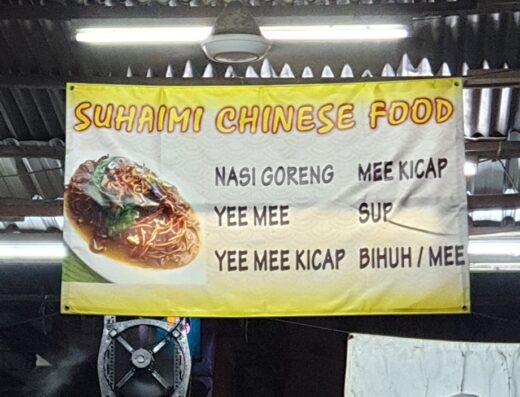 SUHAIMI CHINESE FOOD
NASI GORENG MEE KICAP
YEE MEE SUP
YEE MEE KICAP BIHUH / MEE